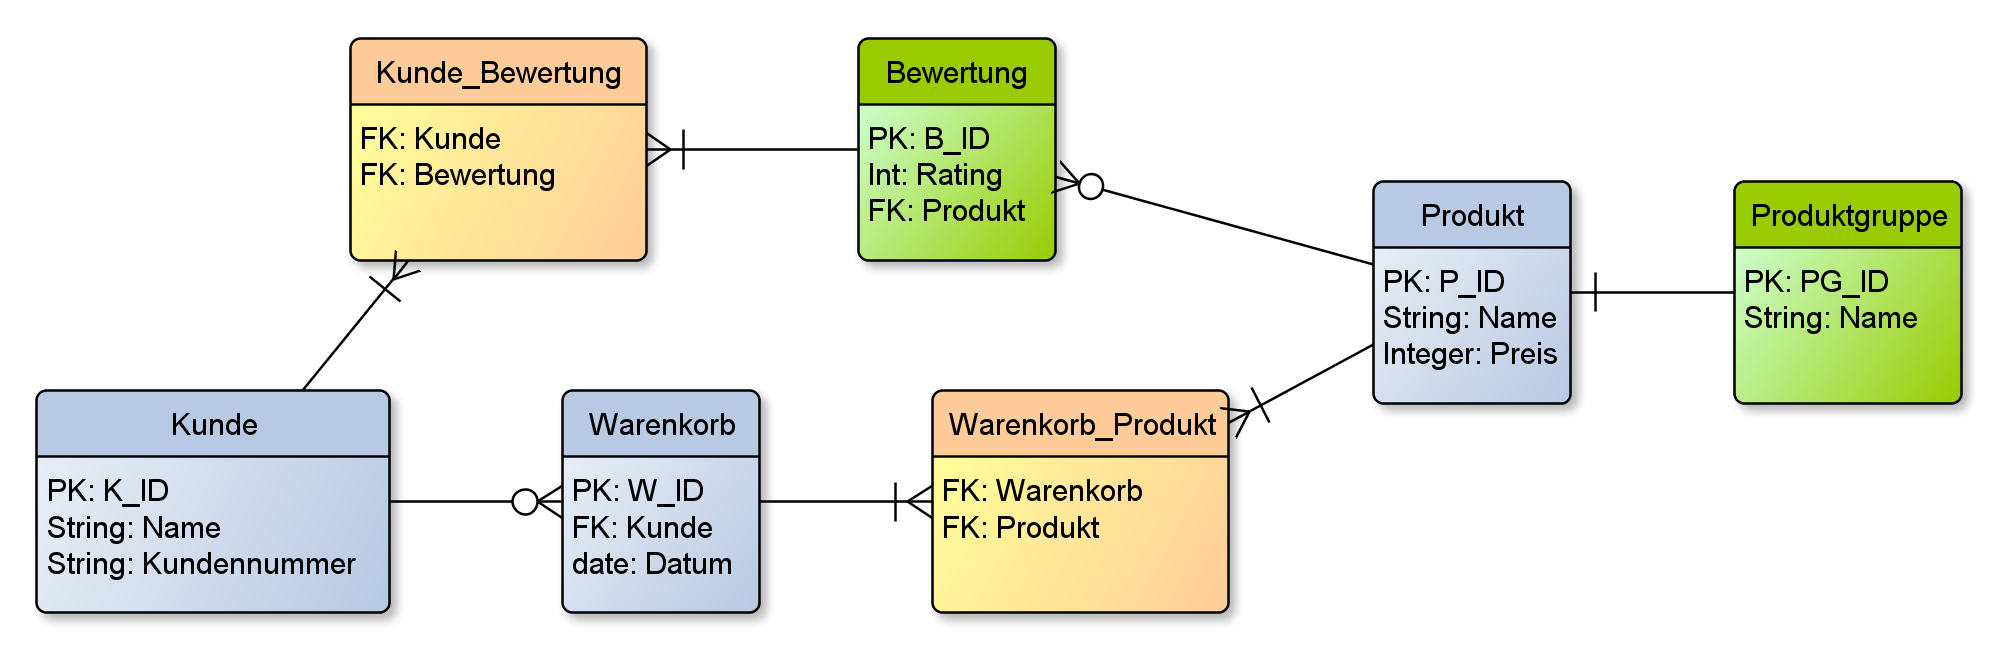 Kunde_Bewertung
FK: Kunde
FK: Bewertung
Bewertung
PK: B_ID
Int: Rating
FK: Produkt
Produkt
PK: P_ID
String: Name
Integer: Preis
Produktgruppe
PK: PG_ID
String: Name
Kunde
PK: K_ID
String: Name
String: Kundennummer
Warenkorb
PK: W_ID
FK: Kunde
date: Datum
Warenkorb_Produkt
FK: Warenkorb
FK: Produkt